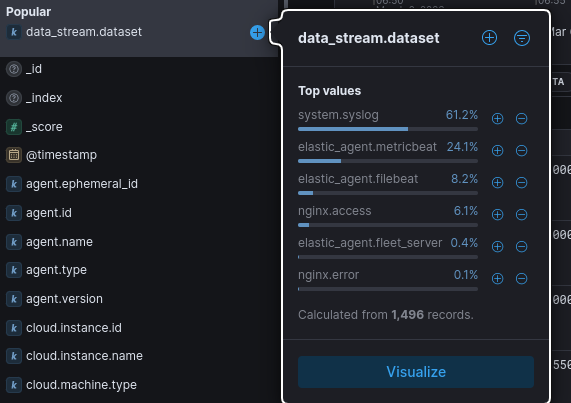 Popular
data_stream.dataset
_id
_index
_score
@timestamp
agent.ephemeral_id
agent.id
agent.name
agent.type
agent.version
cloud.instance.id
cloud.instance.name
cloud.machine.type
data_stream.dataset
Top values
system.syslog 61.2%
elastic_agent.metricbeat 24.1%
elastic_agent.filebeat 8.2%
nginx.access 6.1%
elastic_agent.fleet_server 0.4%
nginx.error 0.1%
Calculated from 1,496 records.
Visualize